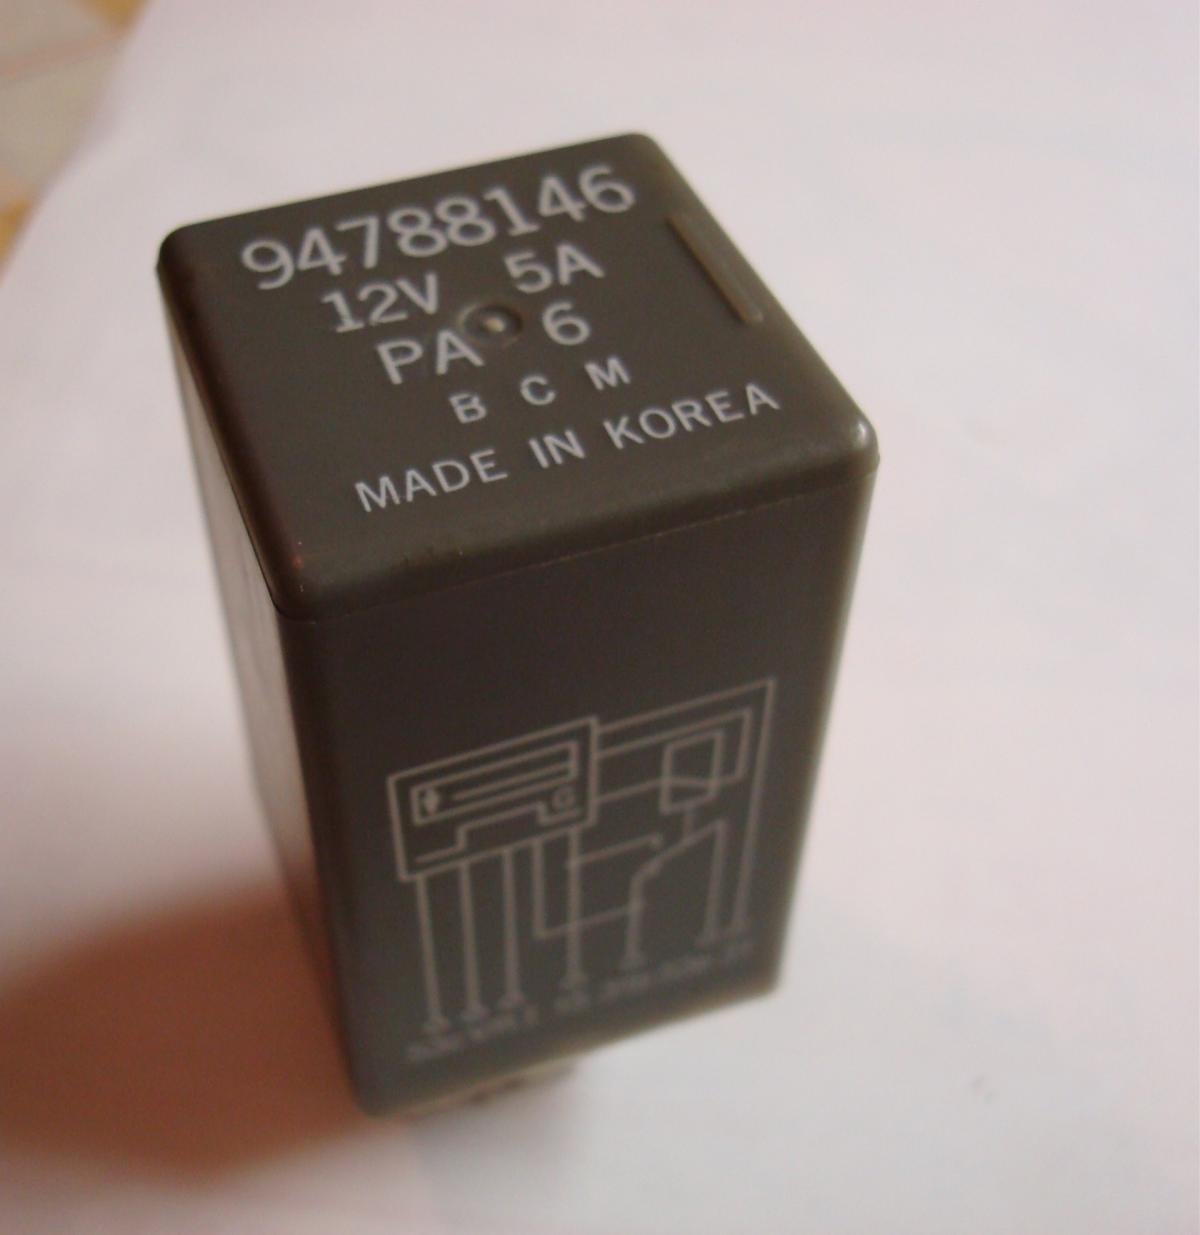 94788146
12V 5A
PA 6
B C M
MADE IN KOREA
G